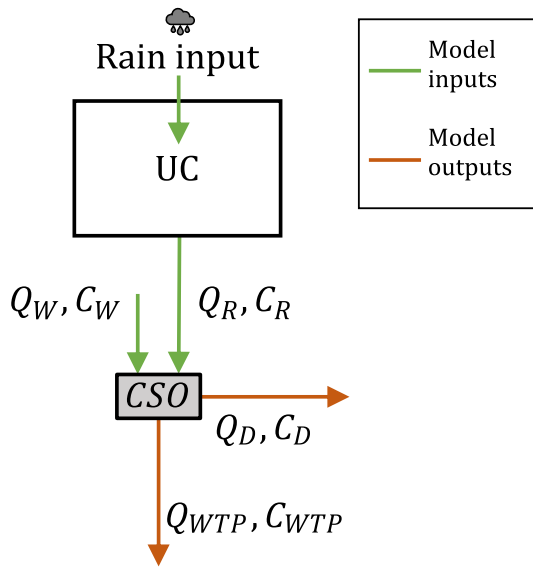 Rain input
Model
inputs
UC
Model
outputs
Q_W, C_W
Q_R, C_R
CSO
Q_D, C_D
Q_WTP, C_WTP